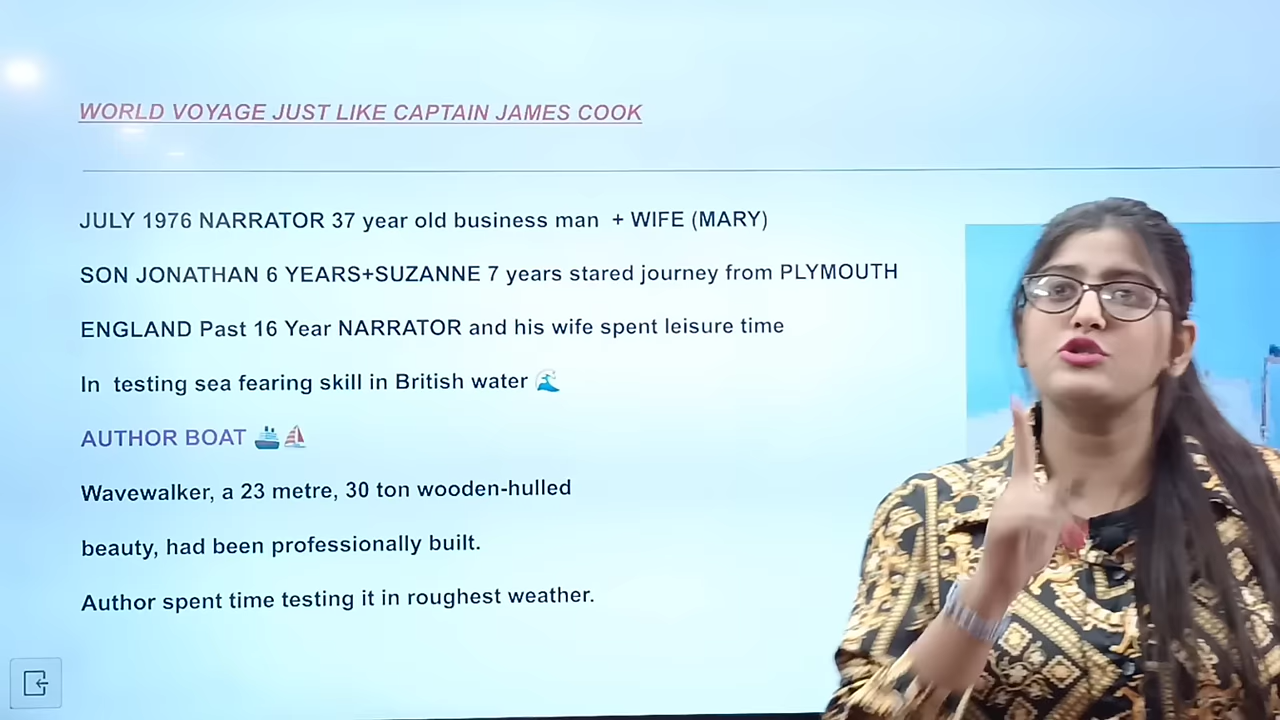 WORLD VOYAGE JUST LIKE CAPTAIN JAMES COOK
JULY 1976 NARRATOR 37 year old business man + WIFE (MARY)
SON JONATHAN 6 YEARS+SUZANNE 7 years stared journey from PLYMOUTH
ENGLAND Past 16 Year NARRATOR and his wife spent leisure time
In testing sea fearing skill in British water 🌊
AUTHOR BOAT 🚢⛵
Wavewalker, a 23 metre, 30 ton wooden-hulled
beauty, had been professionally built.
Author spent time testing it in roughest weather.